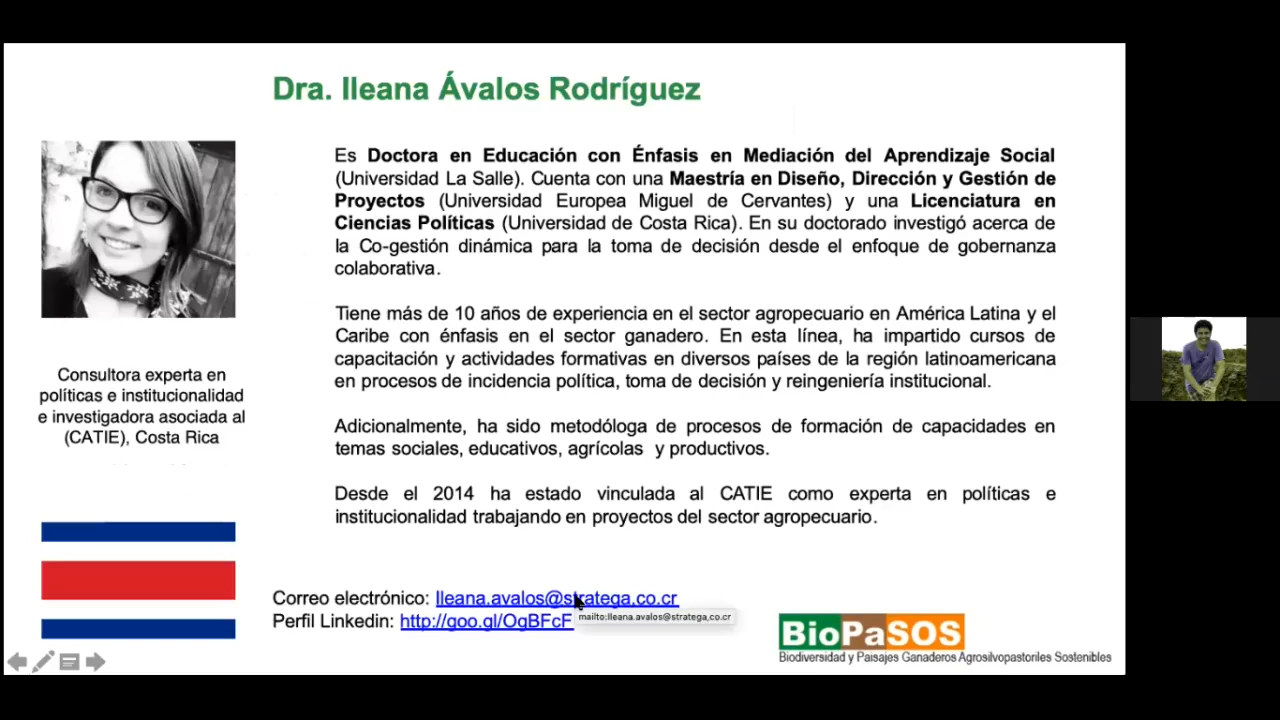 Dra. Ileana Ávalos Rodríguez
Es Doctora en Educación con Énfasis en Mediación del Aprendizaje Social
(Universidad La Salle). Cuenta con una Maestría en Diseño, Dirección y Gestión de
Proyectos (Universidad Europea Miguel de Cervantes) y una Licenciatura en
Ciencias Políticas (Universidad de Costa Rica). En su doctorado investigó acerca de
la Co-gestión dinámica para la toma de decisión desde el enfoque de gobernanza
colaborativa.
Tiene más de 10 años de experiencia en el sector agropecuario en América Latina y el
Caribe con énfasis en el sector ganadero. En esta línea, ha impartido cursos de
capacitación y actividades formativas en diversos países de la región latinoamericana
en procesos de incidencia política, toma de decisión y reingeniería institucional.
Adicionalmente, ha sido metodóloga de procesos de formación de capacidades en
temas sociales, educativos, agrícolas y productivos.
Desde el 2014 ha estado vinculada al CATIE como experta en políticas e
institucionalidad trabajando en proyectos del sector agropecuario.
Consultora experta en
políticas e institucionalidad
e investigadora asociada al
(CATIE), Costa Rica
Correo electrónico: Ileana.avalos@stratega,co.cr
Perfil Linkedin: http://goo.gl/OgBFcF
mailto:Ileana.avalos@stratega,co.cr
BioPaSOS
Biodiversidad y Paisajes Ganaderos Agrosilvopastoriles Sostenibles